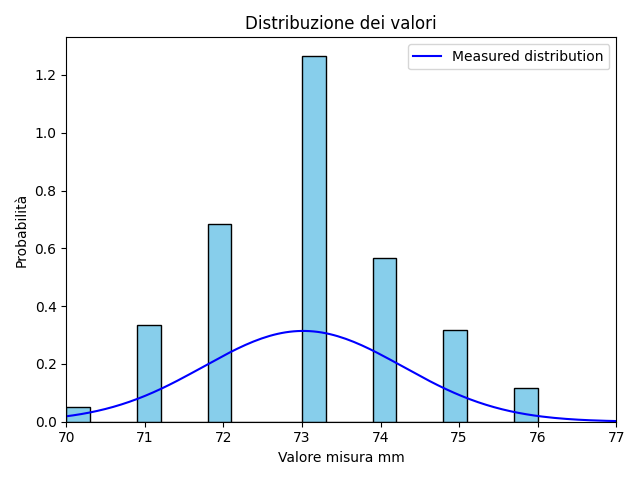 Distribuzione dei valori
Measured distribution
Probabilità
1.2
1.0
0.8
0.6
0.4
0.2
0.0
70 71 72 73 74 75 76 77
Valore misura mm